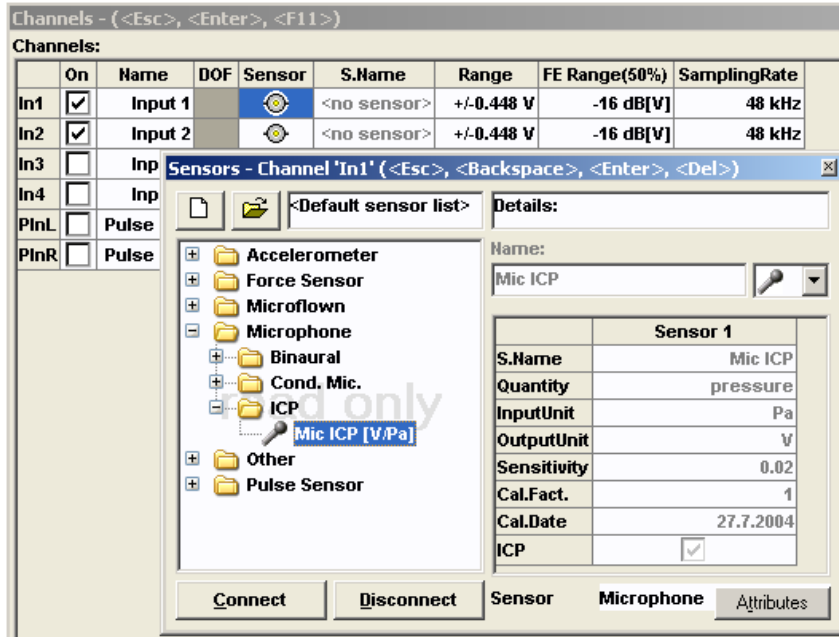 Channels - (<Esc>, <Enter>, <F11>)
Channels:
On Name DOF Sensor S.Name Range FE Range(50%) SamplingRate
In1 Input 1 <no sensor> +/-0.448 V -16 dB[V] 48 kHz
In2 Input 2 <no sensor> +/-0.448 V -16 dB[V] 48 kHz
In3 Inp
In4 Inp
PInL Pulse
PInR Pulse
Sensors - Channel 'In1' (<Esc>, <Backspace>, <Enter>, <Del>)
<Default sensor list>
Accelerometer
Force Sensor
Microflown
Microphone
Binaural
Cond. Mic.
ICP
read only
Mic ICP [V/Pa]
Other
Pulse Sensor
Connect Disconnect
Details:
Name:
Mic ICP
Sensor 1
S.Name Mic ICP
Quantity pressure
InputUnit Pa
OutputUnit V
Sensitivity 0.02
Cal.Fact. 1
Cal.Date 27.7.2004
ICP
Sensor Microphone Attributes